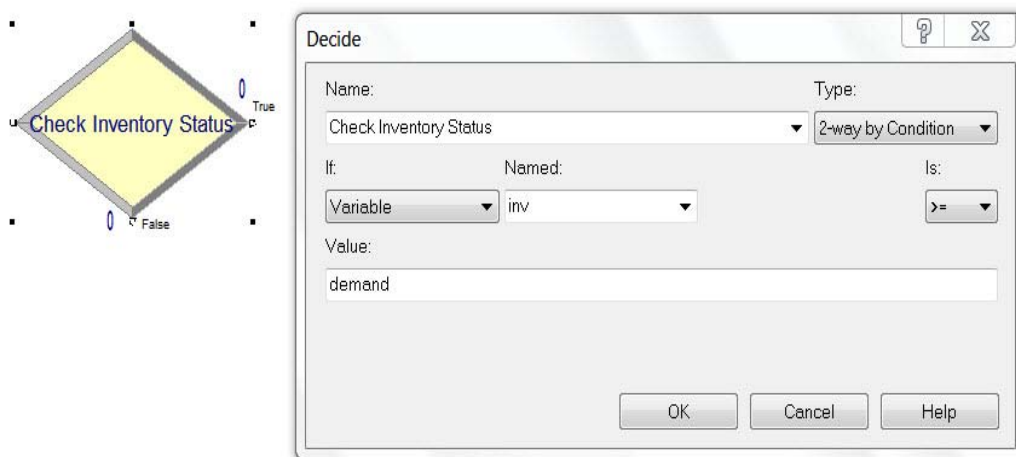 Check Inventory Status
0
True
0
False
Decide
Name:
Type:
Check Inventory Status
2-way by Condition
If:
Named:
Is:
Variable
inv
>=
Value:
demand
OK
Cancel
Help